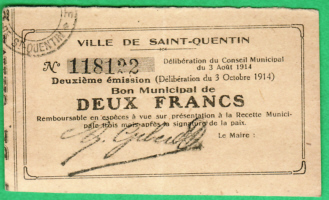 VILLE DE SAINT-QUENTIN
Délibération du Conseil Municipal
du 3 Août 1914
N° 118122
Deuxième émission (Délibération du 3 Octobre 1914)
Bon Municipal de
DEUX FRANCS
Remboursable en espèces à vue sur présentation à la Recette Munici-
pale trois mois après la signature de la paix.
Le Maire :